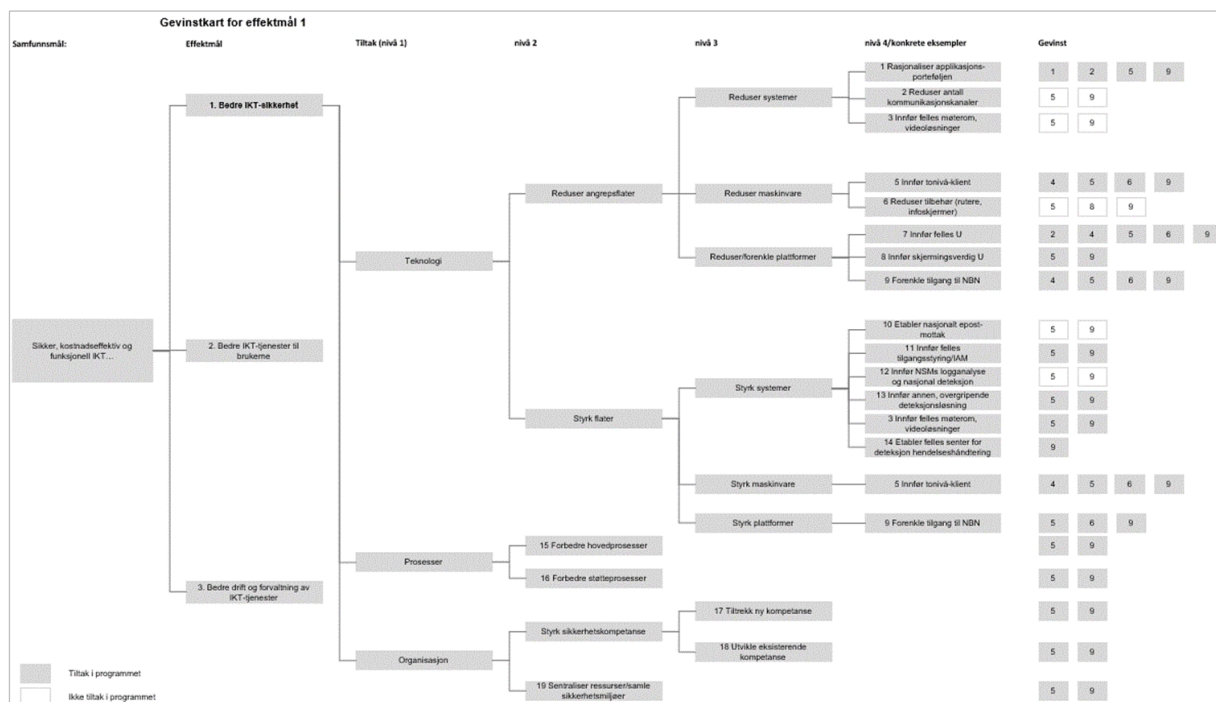 Gevinstkart for effektmål 1
Samfunnsmål:
Effektmål
Tiltak (nivå 1)
nivå 2
nivå 3
nivå 4/konkrete eksempler
Gevinst
1 Rasjonaliser applikasjons-
porteføljen
1 2 5 9
1. Bedre IKT-sikkerhet
Reduser systemer
2 Reduser antall
kommunikasjonskanaler
5 9
3 Innfør felles møterom,
videoløsninger
5 9
Reduser angrepsflater
Reduser maskinvare
5 Innfør tonivå-klient
4 5 6 9
6 Reduser tilbehør (rutere,
infoskjermer)
5 8 9
7 Innfør felles U
2 4 5 6 9
Teknologi
Reduser/forenkle plattformer
8 Innfør skjermingsverdig U
5 9
9 Forenkle tilgang til NBN
4 5 6 9
Sikker, kostnadseffektiv og
funksjonell IKT...
2. Bedre IKT-tjenester til
brukerne
10 Etabler nasjonalt epost-
mottak
5 9
11 Innfør felles
tilgangsstyring/IAM
5 9
12 Innfør NSMs logganalyse
og nasjonal deteksjon
5 9
Styrk systemer
13 Innfør annen, overgripende
deteksjonsløsning
5 9
Styrk flater
3 Innfør felles møterom,
videoløsninger
5 9
14 Etabler felles senter for
deteksjon hendelseshåndtering
9
Styrk maskinvare
5 Innfør tonivå-klient
4 5 6 9
Styrk plattformer
9 Forenkle tilgang til NBN
5 6 9
Prosesser
15 Forbedre hovedprosesser
5 9
16 Forbedre støtteprosesser
5 9
3. Bedre drift og forvaltning av
IKT-tjenester
17 Tiltrekk ny kompetanse
5 9
Styrk sikkerhetskompetanse
18 Utvikle eksisterende
kompetanse
5 9
Organisasjon
19 Sentraliser ressurser/samle
sikkerhetsmiljøer
5 9
Tiltak i programmet
Ikke tiltak i programmet